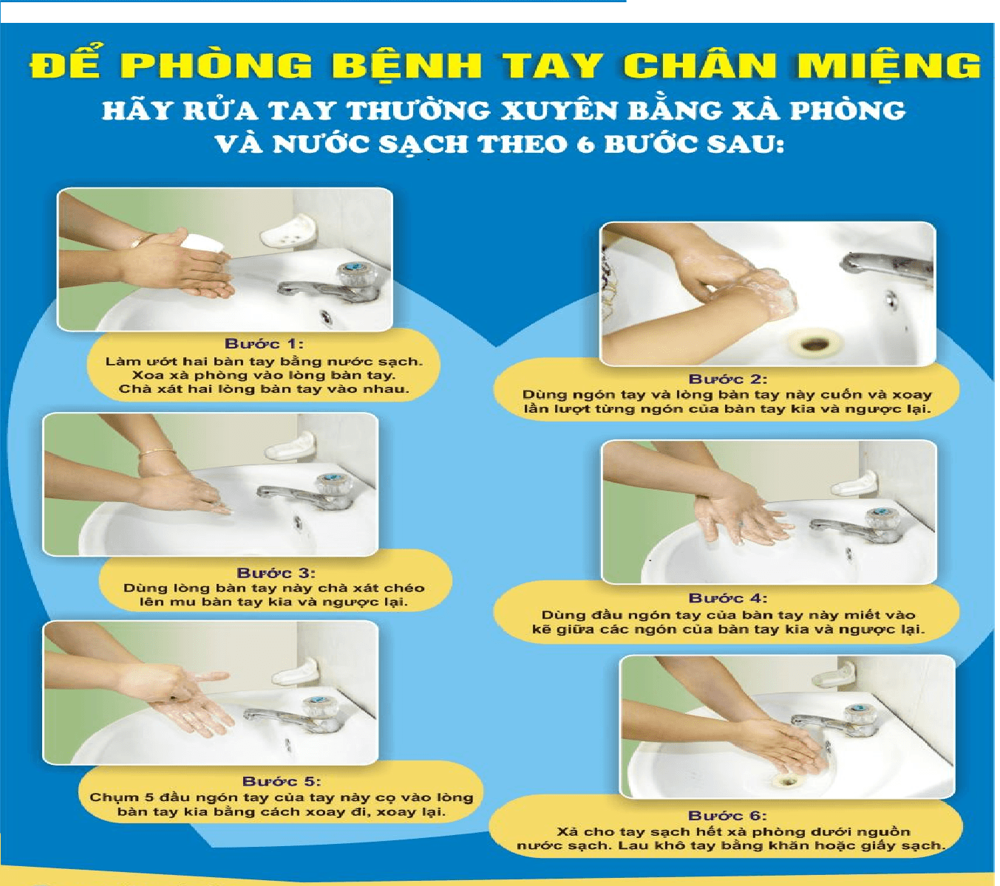 ĐỂ PHÒNG BỆNH TAY CHÂN MIỆNG
HÃY RỬA TAY THƯỜNG XUYÊN BẰNG XÀ PHÒNG
VÀ NƯỚC SẠCH THEO 6 BƯỚC SAU:
Bước 1:
Làm ướt hai bàn tay bằng nước sạch.
Xoa xà phòng vào lòng bàn tay.
Chà xát hai lòng bàn tay vào nhau.
Bước 2:
Dùng ngón tay và lòng bàn tay này cuốn và xoay
lần lượt từng ngón của bàn tay kia và ngược lại.
Bước 3:
Dùng lòng bàn tay này chà xát chéo
lên mu bàn tay kia và ngược lại.
Bước 4:
Dùng đầu ngón tay của bàn tay này miết vào
kẽ giữa các ngón của bàn tay kia và ngược lại.
Bước 5:
Chụm 5 đầu ngón tay của tay này cọ vào lòng
bàn tay kia bằng cách xoay đi, xoay lại.
Bước 6:
Xả cho tay sạch hết xà phòng dưới nguồn
nước sạch. Lau khô tay bằng khăn hoặc giấy sạch.